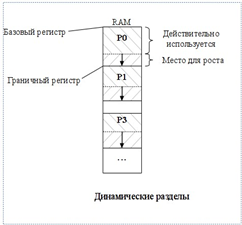 RAM
Базовый регистр
P0
Действительно
используется
Место для роста
Граничный регистр
P1
P3
...
Динамические разделы